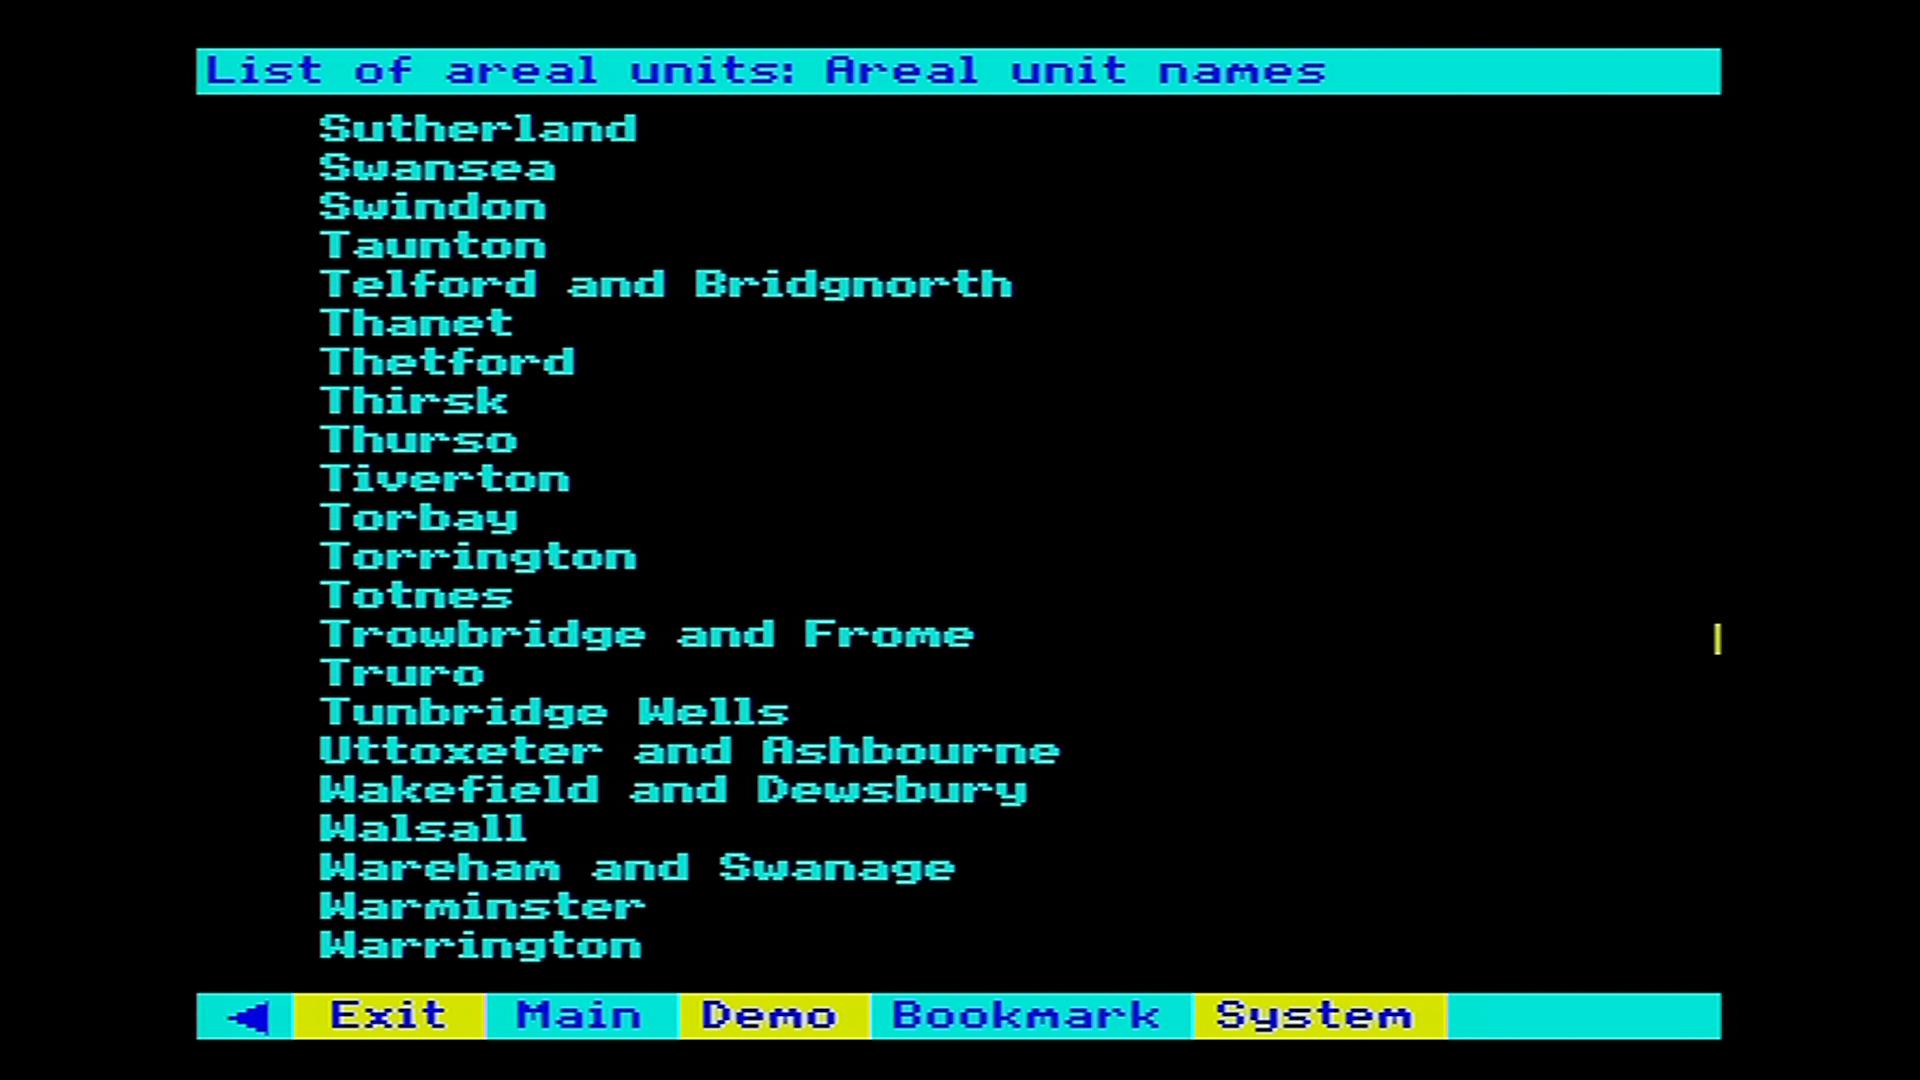 List of areal units: Areal unit names
Sutherland
Swansea
Swindon
Taunton
Telford and Bridgnorth
Thanet
Thetford
Thirsk
Thurso
Tiverton
Torbay
Torrington
Totnes
Trowbridge and Frome
Truro
Tunbridge Wells
Uttoxeter and Ashbourne
Wakefield and Dewsbury
Walsall
Wareham and Swanage
Warminster
Warrington
Exit Main Demo Bookmark System